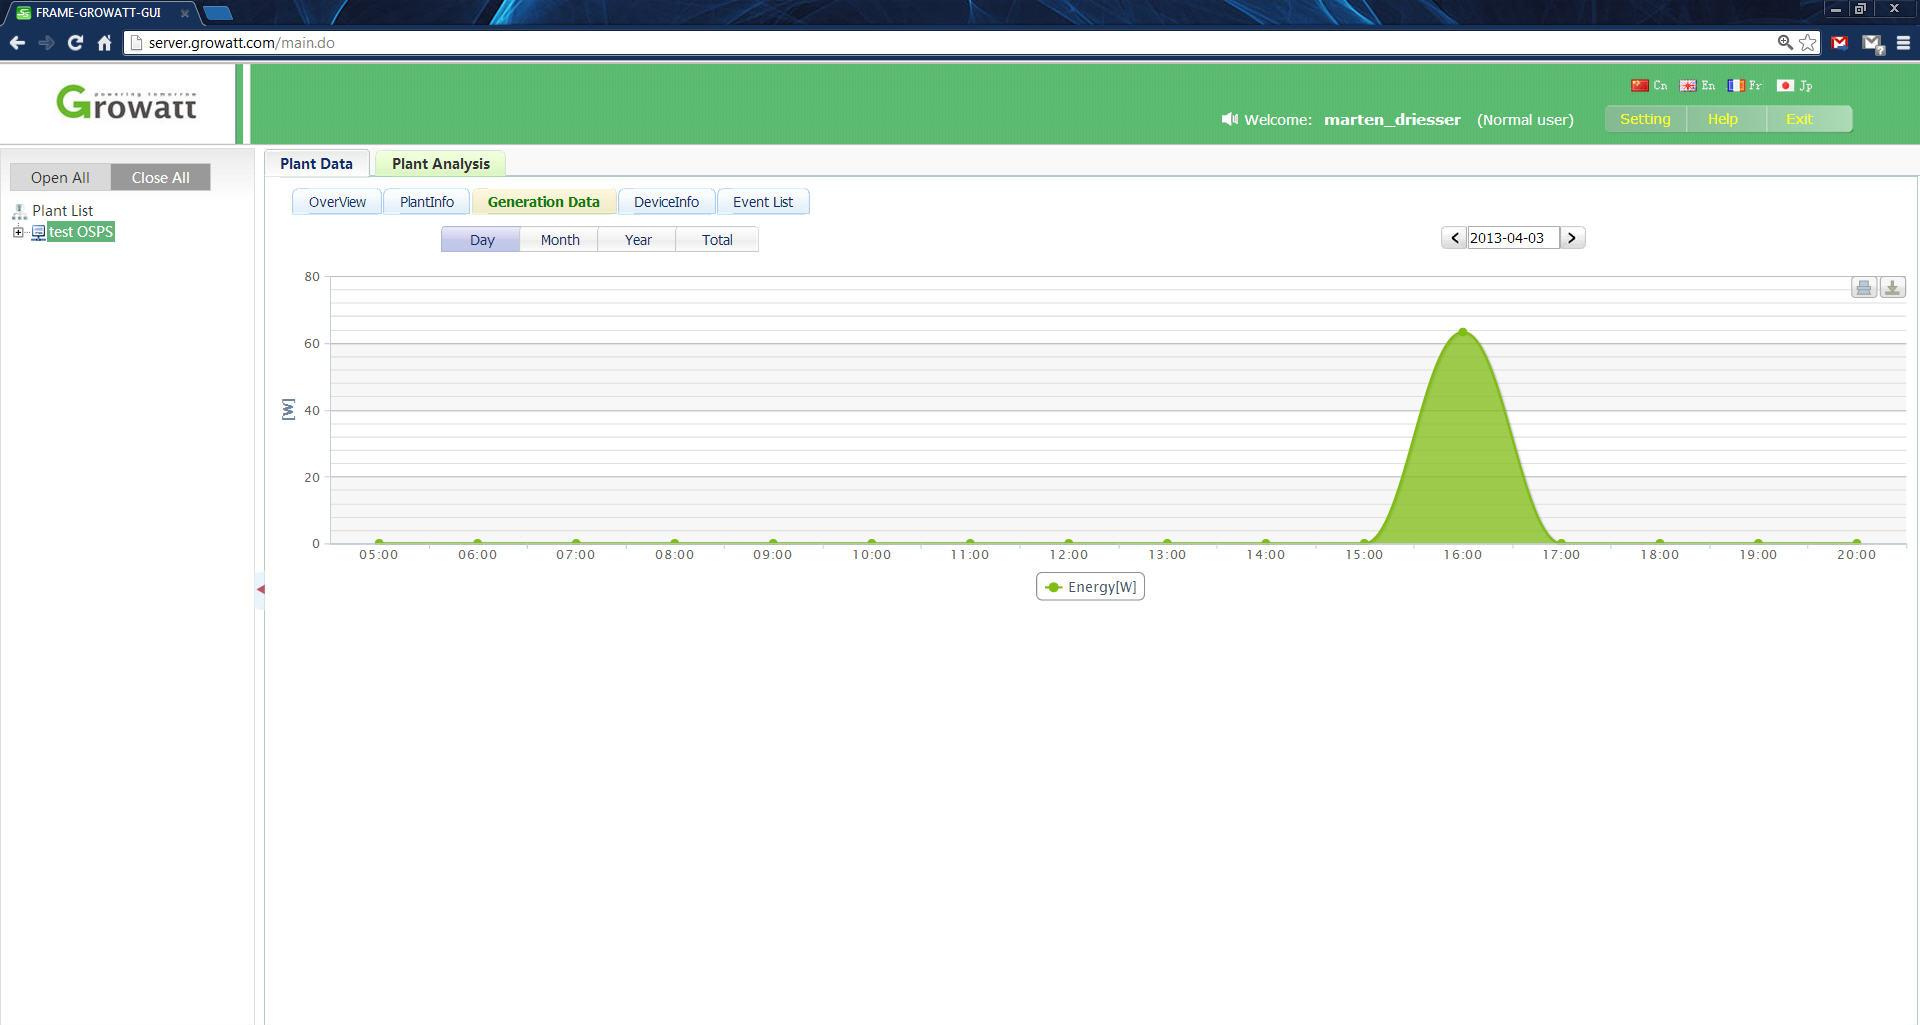 FRAME-GROWATT-GUI
server.growatt.com/main.do
powering tomorrow
Growatt
Cn En Fr Jp
Welcome: marten_driesser (Normal user) Setting Help Exit
Open All Close All
Plant List
test OSPS
Plant Data Plant Analysis
OverView PlantInfo Generation Data DeviceInfo Event List
Day Month Year Total
< 2013-04-03 >
80
60
40
20
0
[W]
05:00 06:00 07:00 08:00 09:00 10:00 11:00 12:00 13:00 14:00 15:00 16:00 17:00 18:00 19:00 20:00
Energy[W]